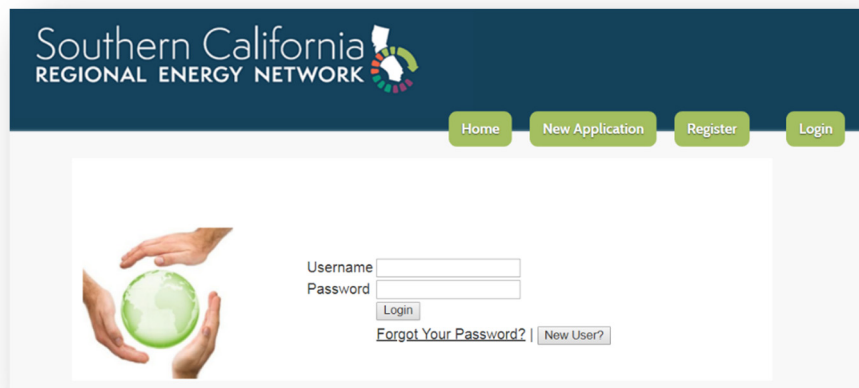 Southern California
REGIONAL ENERGY NETWORK
Home New Application Register Login
Username
Password
Login
Forgot Your Password? | New User?